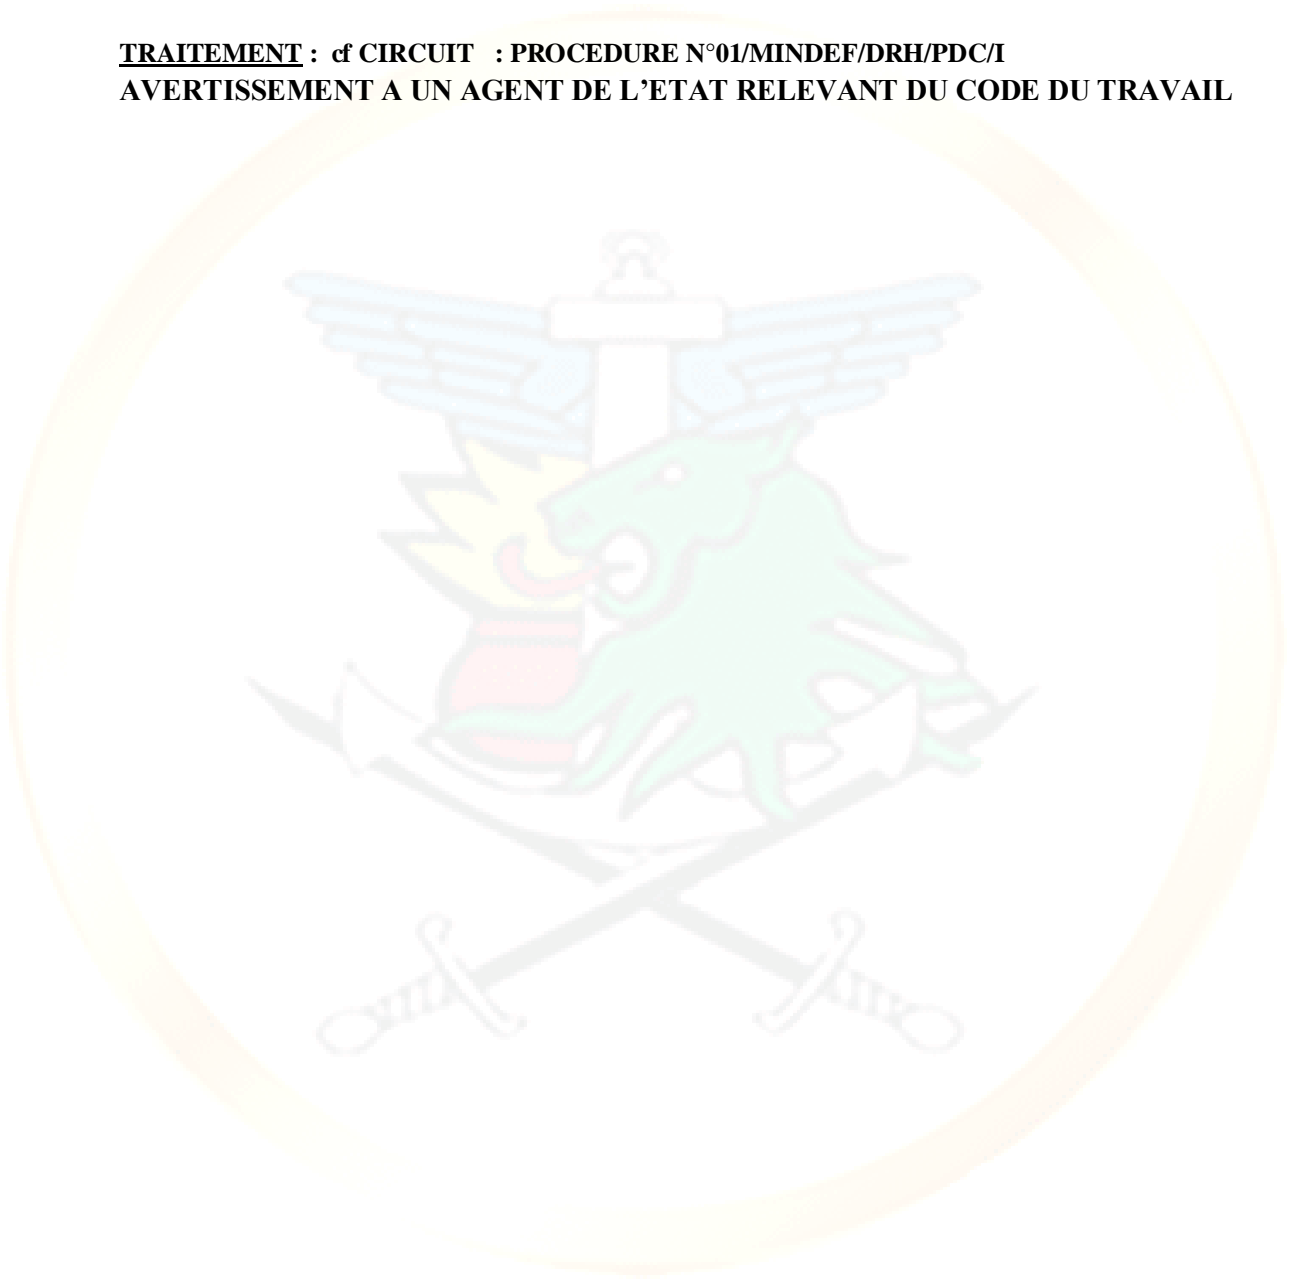 TRAITEMENT : cf CIRCUIT : PROCEDURE N°01/MINDEF/DRH/PDC/I
AVERTISSEMENT A UN AGENT DE L’ETAT RELEVANT DU CODE DU TRAVAIL